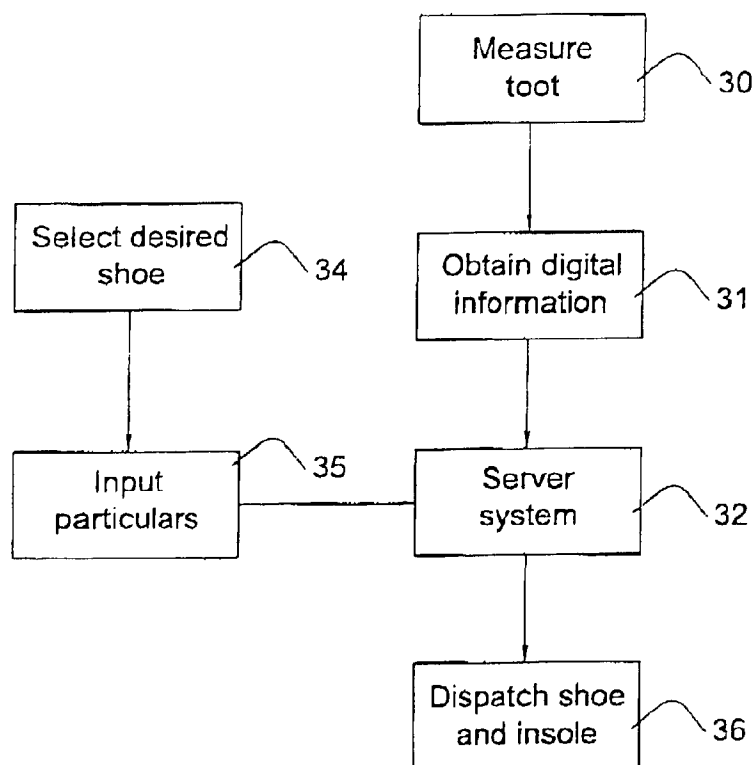 Measure
toot
30
Select desired
shoe
34
Obtain digital
information
31
Input
particulars
35
Server
system
32
Dispatch shoe
and insole
36